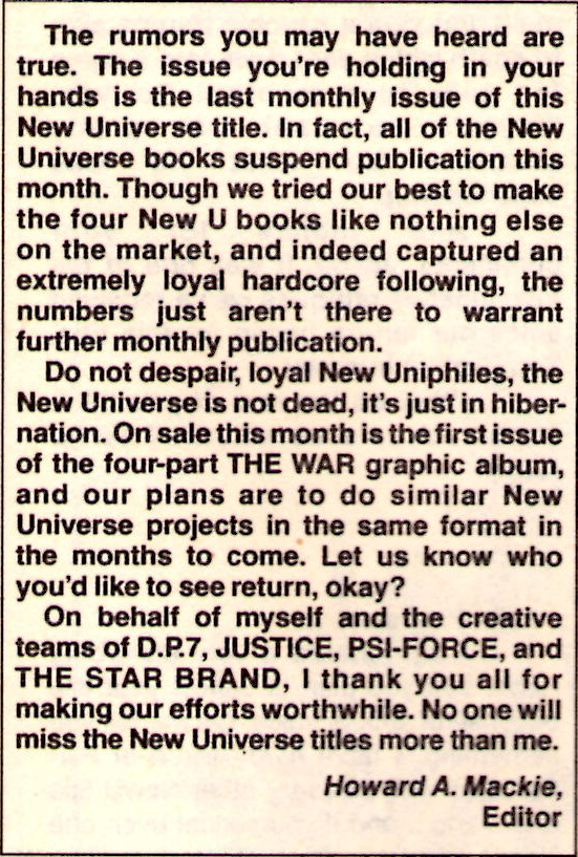 The rumors you may have heard are
true. The issue you're holding in your
hands is the last monthly issue of this
New Universe title. In fact, all of the New
Universe books suspend publication this
month. Though we tried our best to make
the four New U books like nothing else
on the market, and indeed captured an
extremely loyal hardcore following, the
numbers just aren't there to warrant
further monthly publication.
Do not despair, loyal New Uniphiles, the
New Universe is not dead, it's just in hiber-
nation. On sale this month is the first issue
of the four-part THE WAR graphic album,
and our plans are to do similar New
Universe projects in the same format in
the months to come. Let us know who
you'd like to see return, okay?
On behalf of myself and the creative
teams of D.P.7, JUSTICE, PSI-FORCE, and
THE STAR BRAND, I thank you all for
making our efforts worthwhile. No one will
miss the New Universe titles more than me.
Howard A. Mackie,
Editor